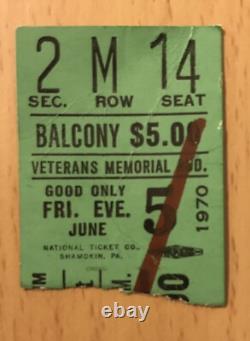 2 M 14
SEC. ROW SEAT
BALCONY $5.00
VETERANS MEMORIAL
GOOD ONLY
FRI. EVE. 5 1970
JUNE
NATIONAL TICKET CO.
SHAMOKIN, PA.
ebay